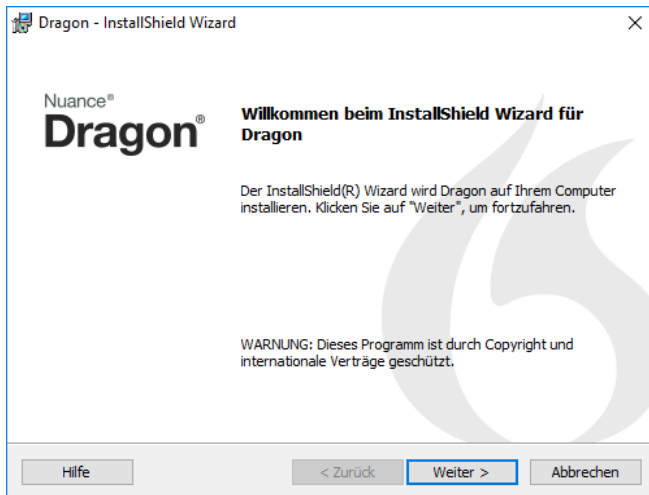 Dragon - InstallShield Wizard
Nuance®
Dragon®
Willkommen beim InstallShield Wizard für
Dragon
Der InstallShield(R) Wizard wird Dragon auf Ihrem Computer
installieren. Klicken Sie auf "Weiter", um fortzufahren.
WARNUNG: Dieses Programm ist durch Copyright und
internationale Verträge geschützt.
Hilfe
< Zurück
Weiter >
Abbrechen